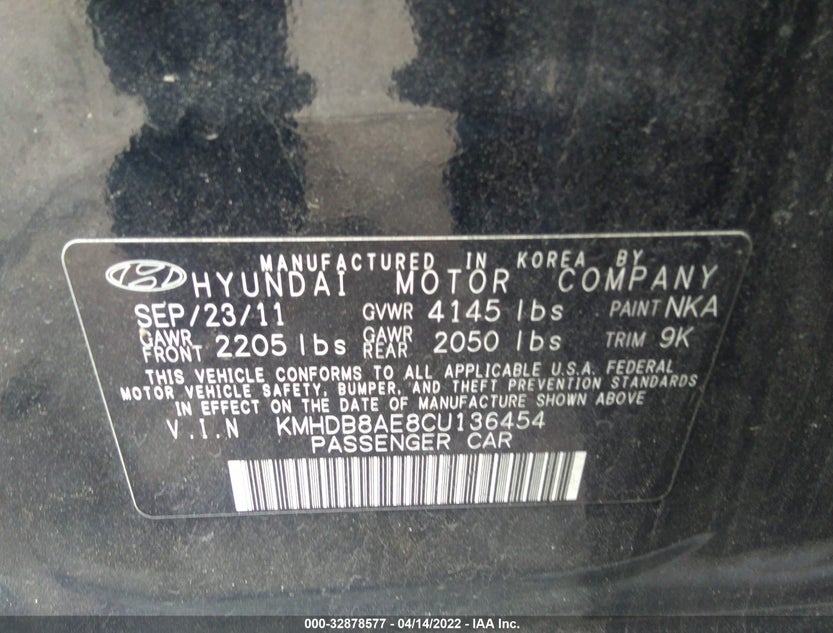 MANUFACTURED IN KOREA BY
HYUNDAI MOTOR COMPANY
SEP/23/11 GVWR 4145 lbs PAINT NKA
GAWR FRONT 2205 lbs GAWR REAR 2050 lbs TRIM 9K
THIS VEHICLE CONFORMS TO ALL APPLICABLE U.S.A. FEDERAL
MOTOR VEHICLE SAFETY, BUMPER, AND THEFT PREVENTION STANDARDS
IN EFFECT ON THE DATE OF MANUFACTURE SHOWN ABOVE
V.I.N KMHDB8AE8CU136454
PASSENGER CAR
000-32878577 - 04/14/2022 - IAA Inc.